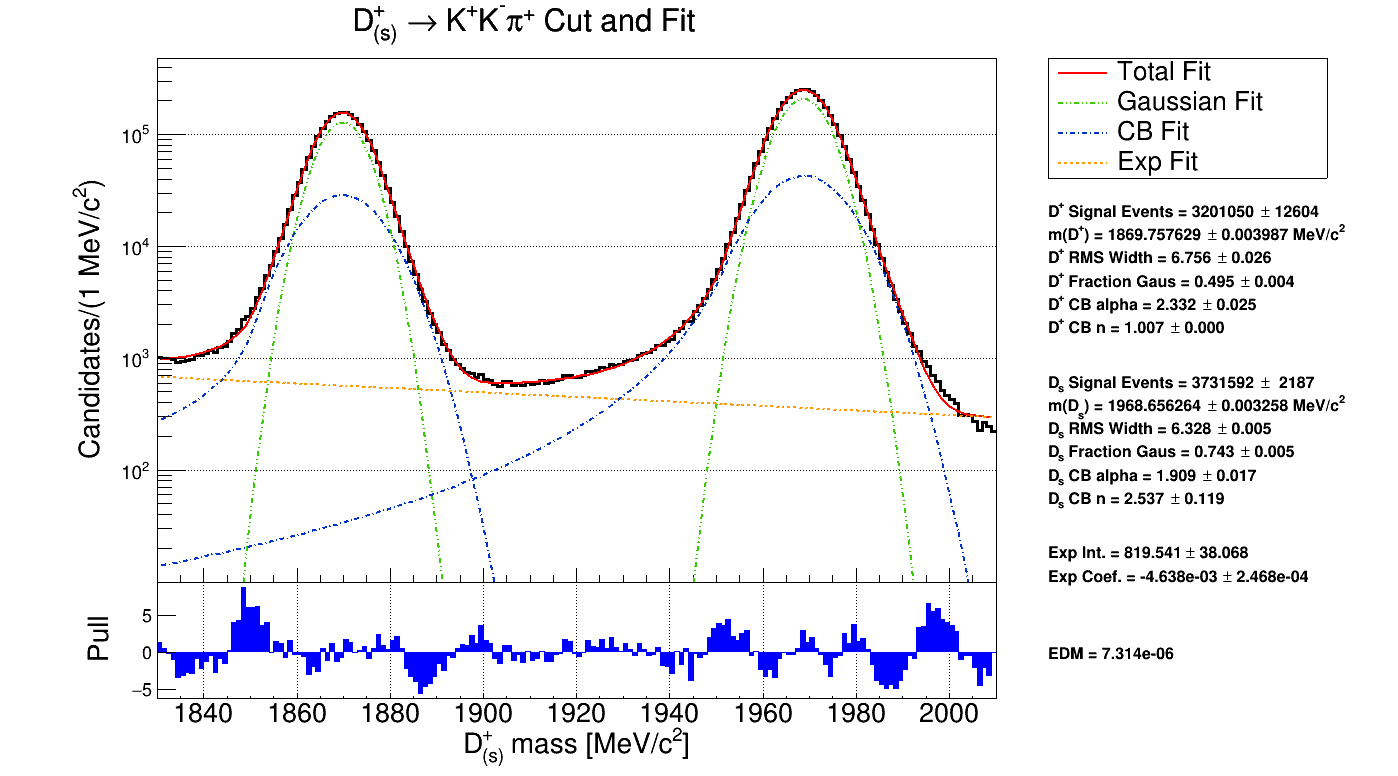 D⁺₍ₛ₎ → K⁺K⁻π⁺ Cut and Fit
Candidates/(1 MeV/c²)
10⁵
10⁴
10³
10²
Total Fit
Gaussian Fit
CB Fit
Exp Fit
D⁺ Signal Events = 3201050 ± 12604
m(D⁺) = 1869.757629 ± 0.003987 MeV/c²
D⁺ RMS Width = 6.756 ± 0.026
D⁺ Fraction Gaus = 0.495 ± 0.004
D⁺ CB alpha = 2.332 ± 0.025
D⁺ CB n = 1.007 ± 0.000
Dₛ Signal Events = 3731592 ± 2187
m(Dₛ) = 1968.656264 ± 0.003258 MeV/c²
Dₛ RMS Width = 6.328 ± 0.005
Dₛ Fraction Gaus = 0.743 ± 0.005
Dₛ CB alpha = 1.909 ± 0.017
Dₛ CB n = 2.537 ± 0.119
Exp Int. = 819.541 ± 38.068
Exp Coef. = -4.638e-03 ± 2.468e-04
EDM = 7.314e-06
Pull
5
0
−5
1840 1860 1880 1900 1920 1940 1960 1980 2000
D⁺₍ₛ₎ mass [MeV/c²]